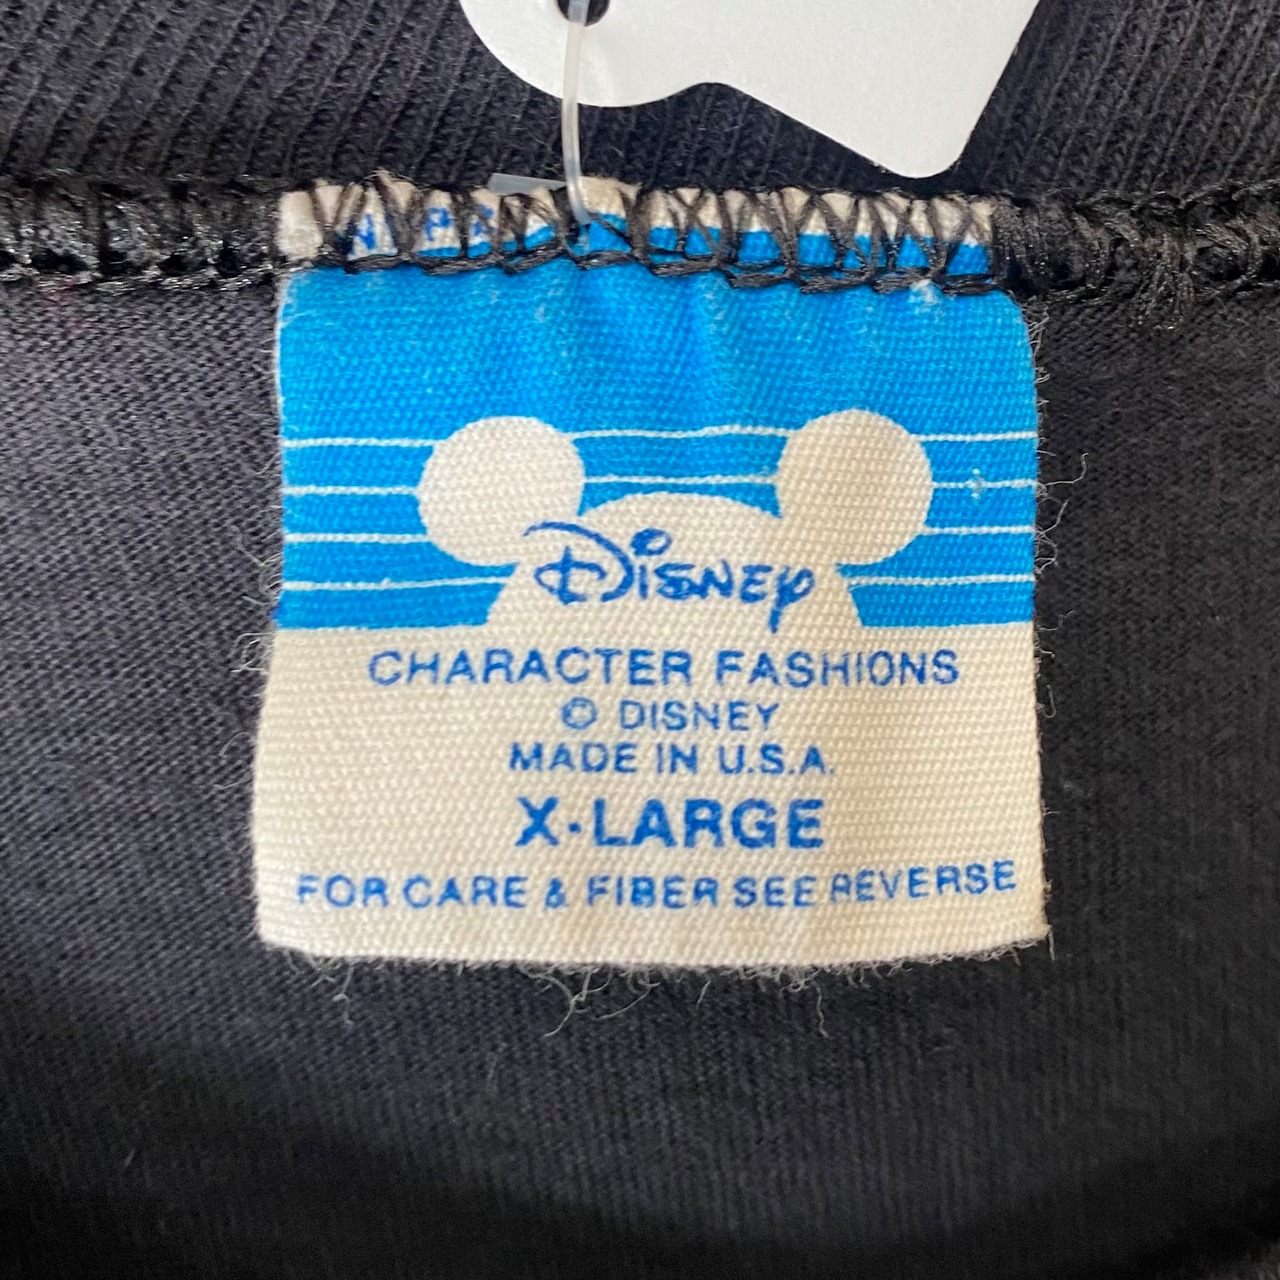 Disney
CHARACTER FASHIONS
© DISNEY
MADE IN U.S.A.
X-LARGE
FOR CARE & FIBER SEE REVERSE